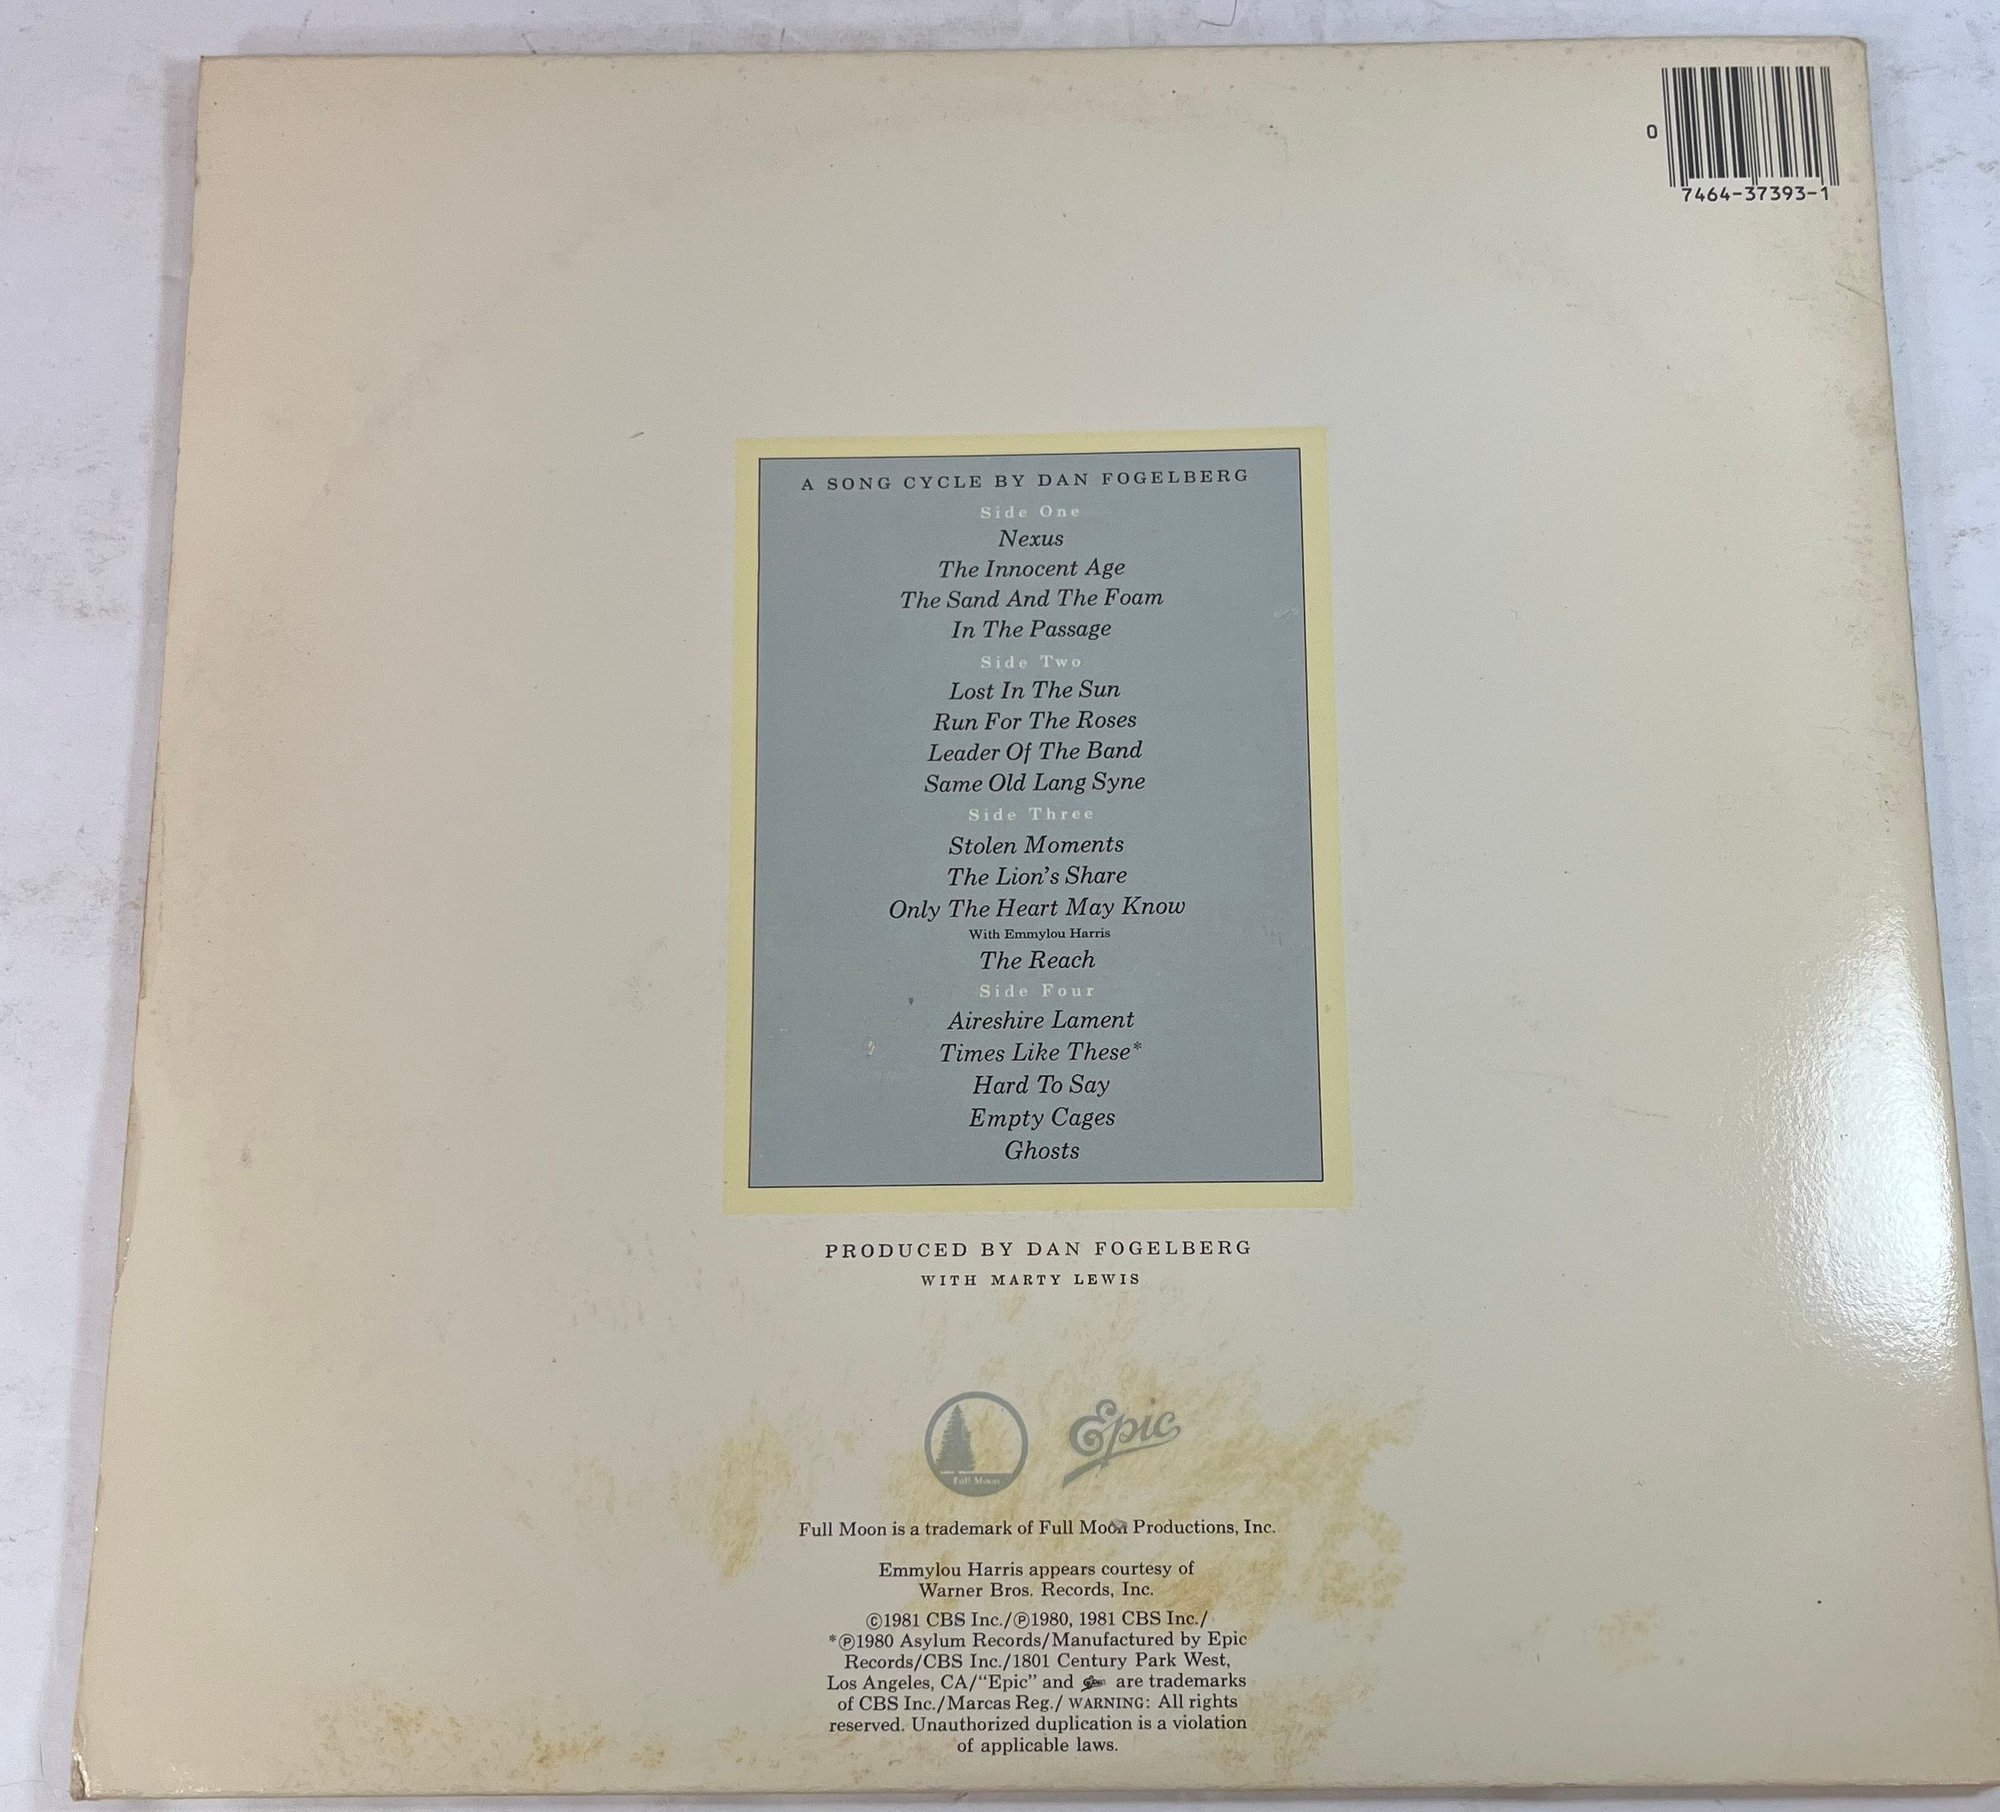 0
7464-37393-1
A SONG CYCLE BY DAN FOGELBERG
Side One
Nexus
The Innocent Age
The Sand And The Foam
In The Passage
Side Two
Lost In The Sun
Run For The Roses
Leader Of The Band
Same Old Lang Syne
Side Three
Stolen Moments
The Lion's Share
Only The Heart May Know
With Emmylou Harris
The Reach
Side Four
Aireshire Lament
Times Like These*
Hard To Say
Empty Cages
Ghosts
PRODUCED BY DAN FOGELBERG
WITH MARTY LEWIS
Full Moon
Epic
Full Moon is a trademark of Full Moon Productions, Inc.
Emmylou Harris appears courtesy of
Warner Bros. Records, Inc.
©1981 CBS Inc./℗1980, 1981 CBS Inc./
*℗1980 Asylum Records/Manufactured by Epic
Records/CBS Inc./1801 Century Park West,
Los Angeles, CA/“Epic” and Epic are trademarks
of CBS Inc./Marcas Reg./ WARNING: All rights
reserved. Unauthorized duplication is a violation
of applicable laws.